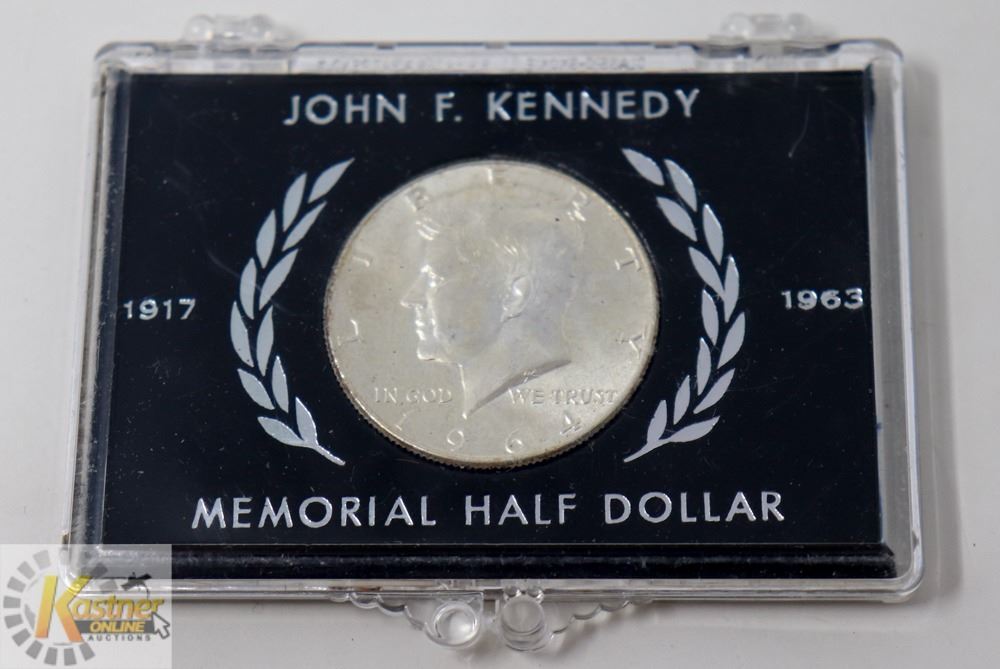 JOHN F. KENNEDY
LIBERTY
1917
1963
IN GOD WE TRUST
1964
MEMORIAL HALF DOLLAR
Kastner
ONLINE
AUCTIONS